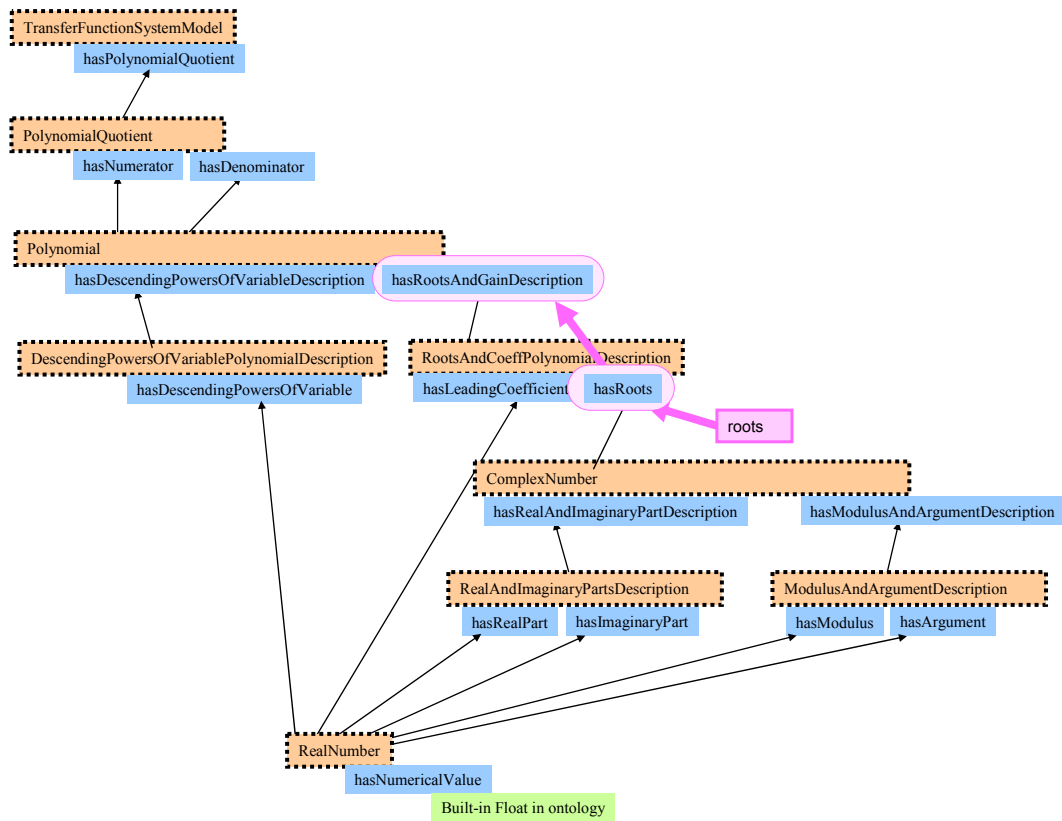 TransferFunctionSystemModel
hasPolynomialQuotient
PolynomialQuotient
hasNumerator
hasDenominator
Polynomial
hasDescendingPowersOfVariableDescription
hasRootsAndGainDescription
DescendingPowersOfVariablePolynomialDescription
hasDescendingPowersOfVariable
RootsAndCoeffPolynomialDescription
hasLeadingCoefficient
hasRoots
roots
ComplexNumber
hasRealAndImaginaryPartDescription
hasModulusAndArgumentDescription
RealAndImaginaryPartsDescription
hasRealPart
hasImaginaryPart
ModulusAndArgumentDescription
hasModulus
hasArgument
RealNumber
hasNumericalValue
Built-in Float in ontology